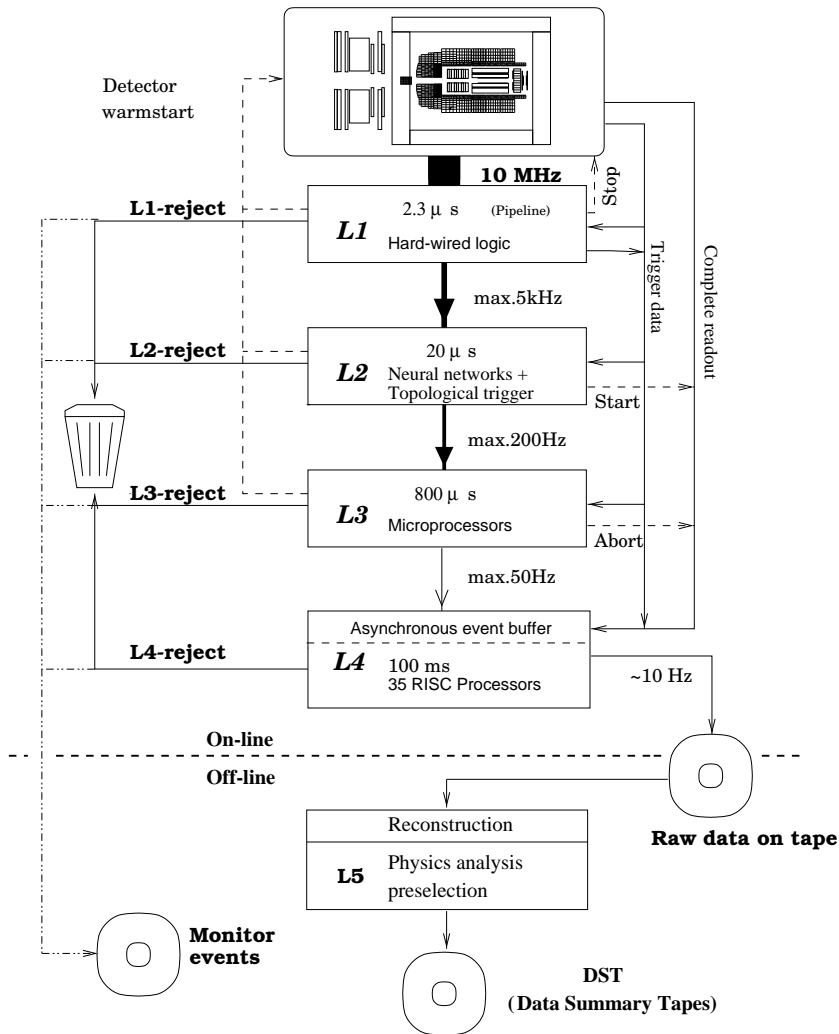 Detector
warmstart
10 MHz
Stop
L1-reject
2.3 μ s (Pipeline)
L1
Hard-wired logic
Trigger data
Complete readout
max.5kHz
L2-reject
20 μ s
L2
Neural networks +
Topological trigger
Start
max.200Hz
L3-reject
800 μ s
L3
Microprocessors
Abort
max.50Hz
Asynchronous event buffer
L4-reject
L4
100 ms
35 RISC Processors
~10 Hz
On-line
Off-line
Reconstruction
Raw data on tape
L5
Physics analysis
preselection
Monitor
events
DST
(Data Summary Tapes)